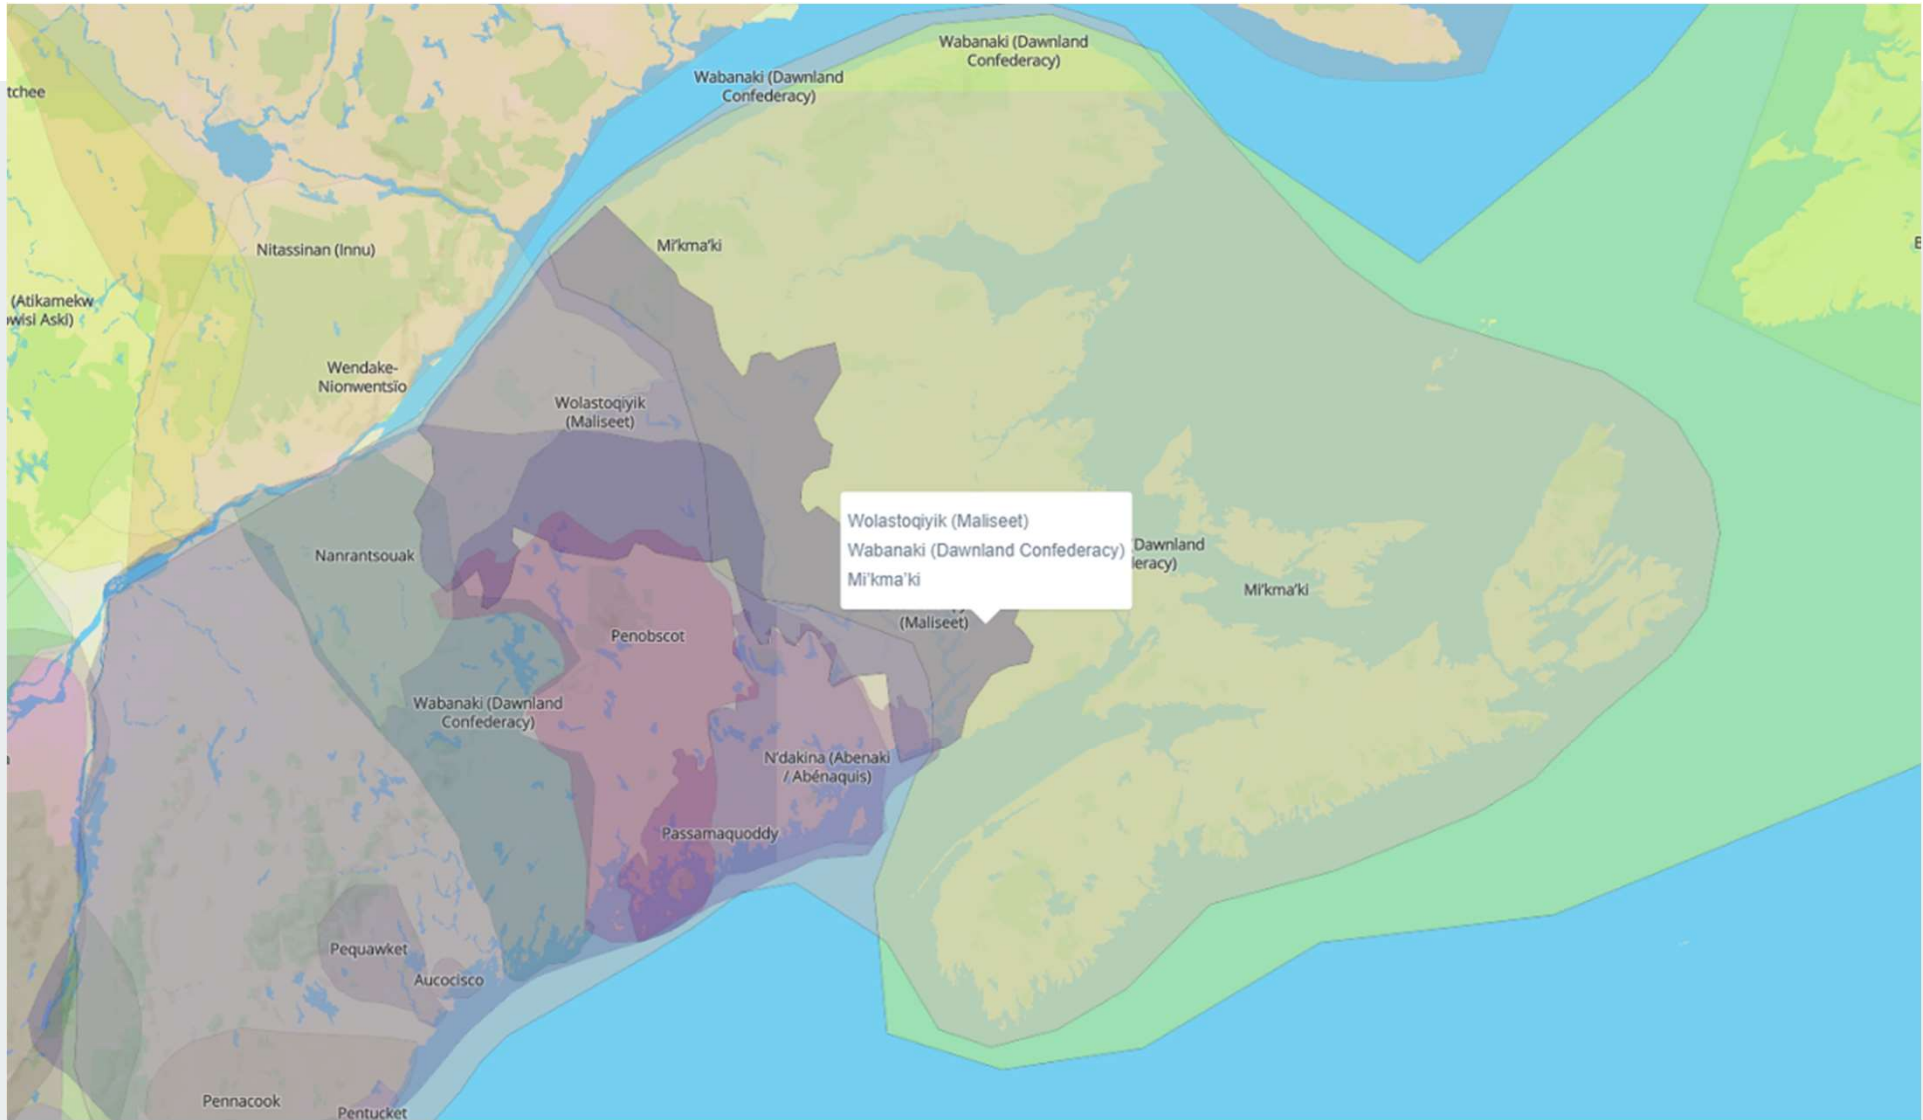 Wabanaki (Dawnland
Confederacy)
Wabanaki (Dawnland
Confederacy)
tchee
Mi'kma'ki
Nitassinan (Innu)
(Atikamekw
owisi Aski)
Wendake-
Nionwentsïo
Wolastoqiyik
(Maliseet)
Wolastoqiyik (Maliseet)
Wabanaki (Dawnland Confederacy)
Mi'kma'ki
(Dawnland
eracy)
Nanrantsouak
Mi'kma'ki
(Maliseet)
Penobscot
Wabanaki (Dawnland
Confederacy)
N'dakina (Abenaki
/ Abénaquis)
Passamaquoddy
Pequawket
Aucocisco
Pennacook
Pentucket